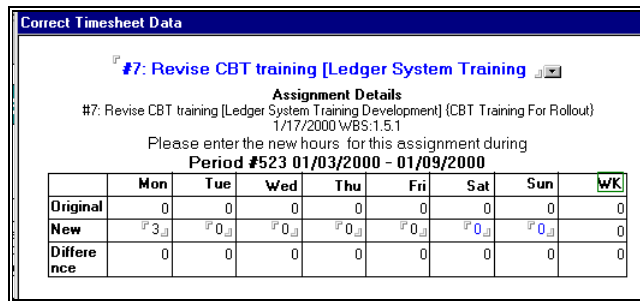 Correct Timesheet Data
#7: Revise CBT training [Ledger System Training
Assignment Details
#7: Revise CBT training [Ledger System Training Development] {CBT Training For Rollout}
1/17/2000 WBS:1.5.1
Please enter the new hours for this assignment during
Period #523 01/03/2000 - 01/09/2000
Mon Tue Wed Thu Fri Sat Sun WK
Original 0 0 0 0 0 0 0 0
New 3 0 0 0 0 0 0 0
Differe
nce 0 0 0 0 0 0 0 0